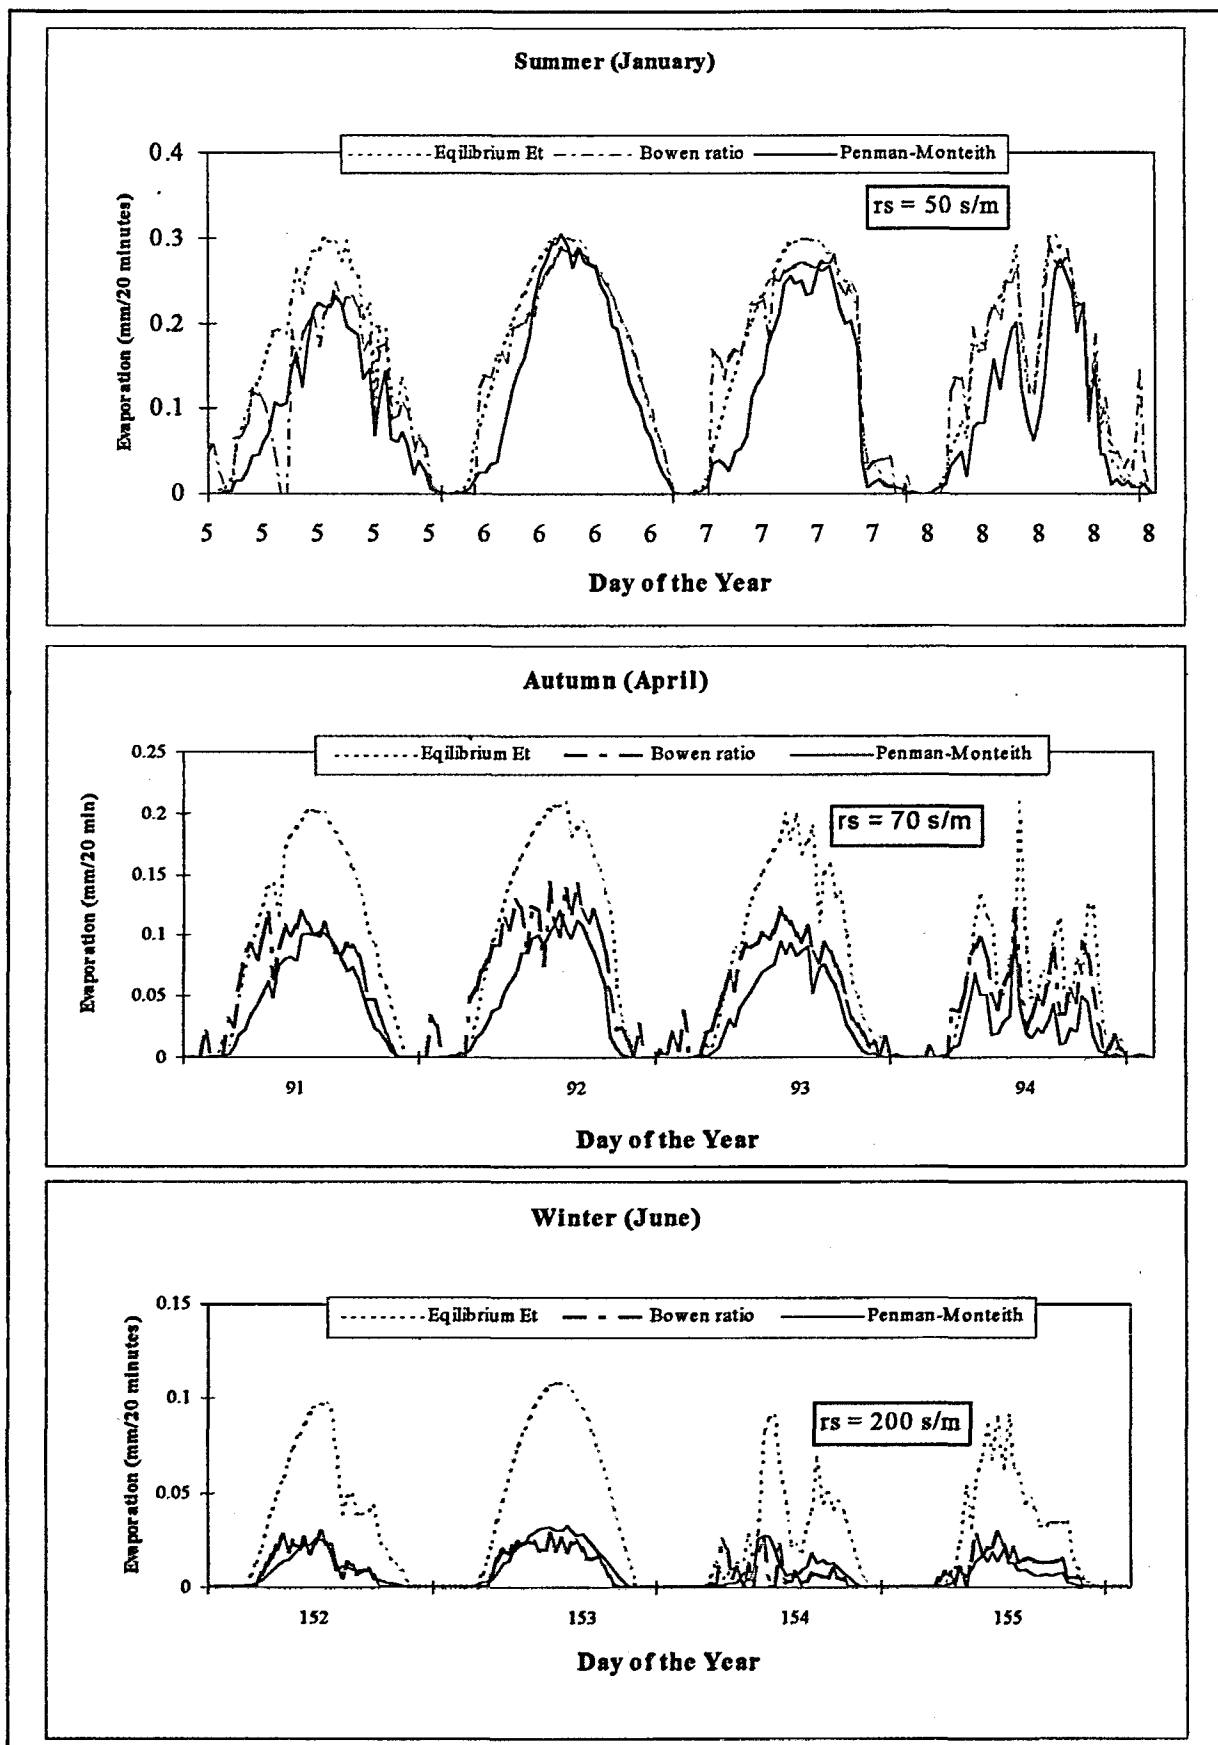 Summer (January)
Eqilibrium Et Bowen ratio Penman-Monteith
rs = 50 s/m
Evaporation (mm/20 minutes)
0.4
0.3
0.2
0.1
0
5 5 5 5 5 6 6 6 6 7 7 7 7 8 8 8 8 8
Day of the Year
Autumn (April)
Eqilibrium Et Bowen ratio Penman-Monteith
rs = 70 s/m
Evaporation (mm/20 min)
0.25
0.2
0.15
0.1
0.05
0
91 92 93 94
Day of the Year
Winter (June)
Eqilibrium Et Bowen ratio Penman-Monteith
rs = 200 s/m
Evaporation (mm/20 minutes)
0.15
0.1
0.05
0
152 153 154 155
Day of the Year